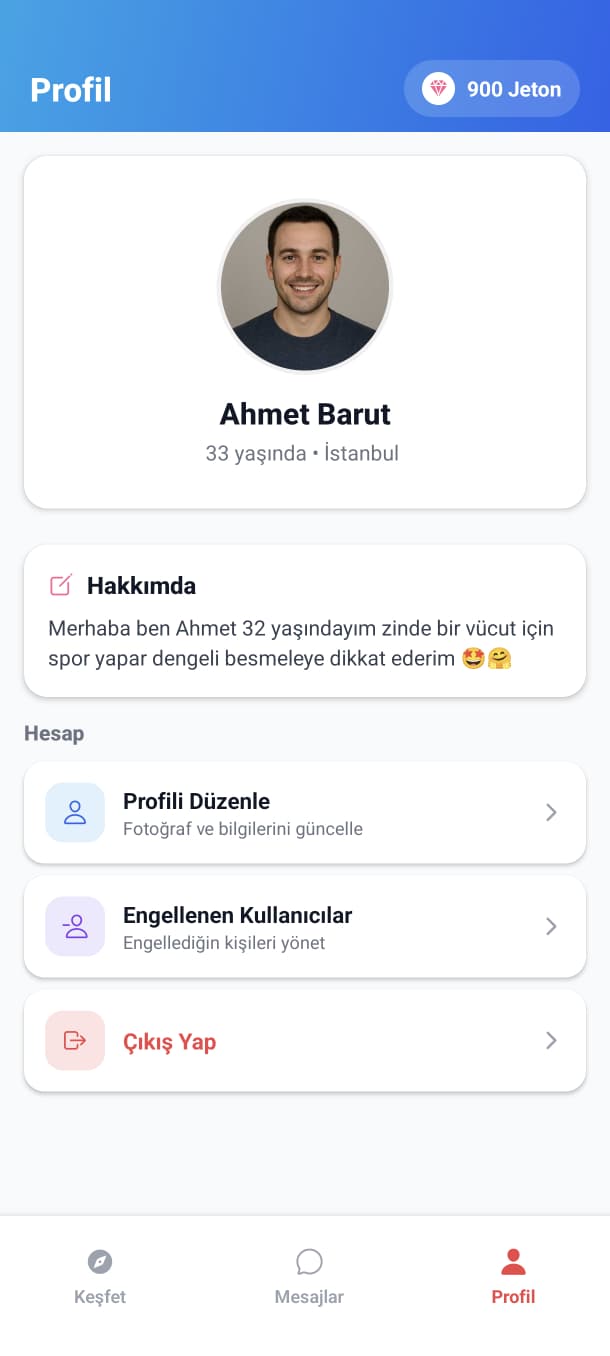 Profil
900 Jeton
Ahmet Barut
33 yaşında • İstanbul
Hakkımda
Merhaba ben Ahmet 32 yaşındayım zinde bir vücut için
spor yapar dengeli besmeleye dikkat ederim 🤩🤗
Hesap
Profili Düzenle
Fotoğraf ve bilgilerini güncelle
Engellenen Kullanıcılar
Engellediğin kişileri yönet
Çıkış Yap
Keşfet
Mesajlar
Profil